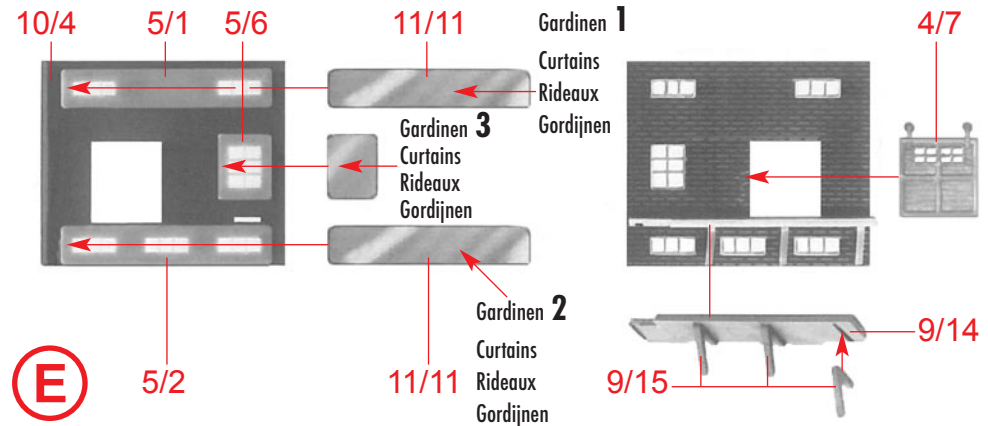 10/4 5/1 5/6 11/11 Gardinen 1 4/7
Curtains
Rideaux
Gordijnen
Gardinen 3
Curtains
Rideaux
Gordijnen
Gardinen 2
Curtains
Rideaux
Gordijnen
E 5/2 11/11 9/15 9/14